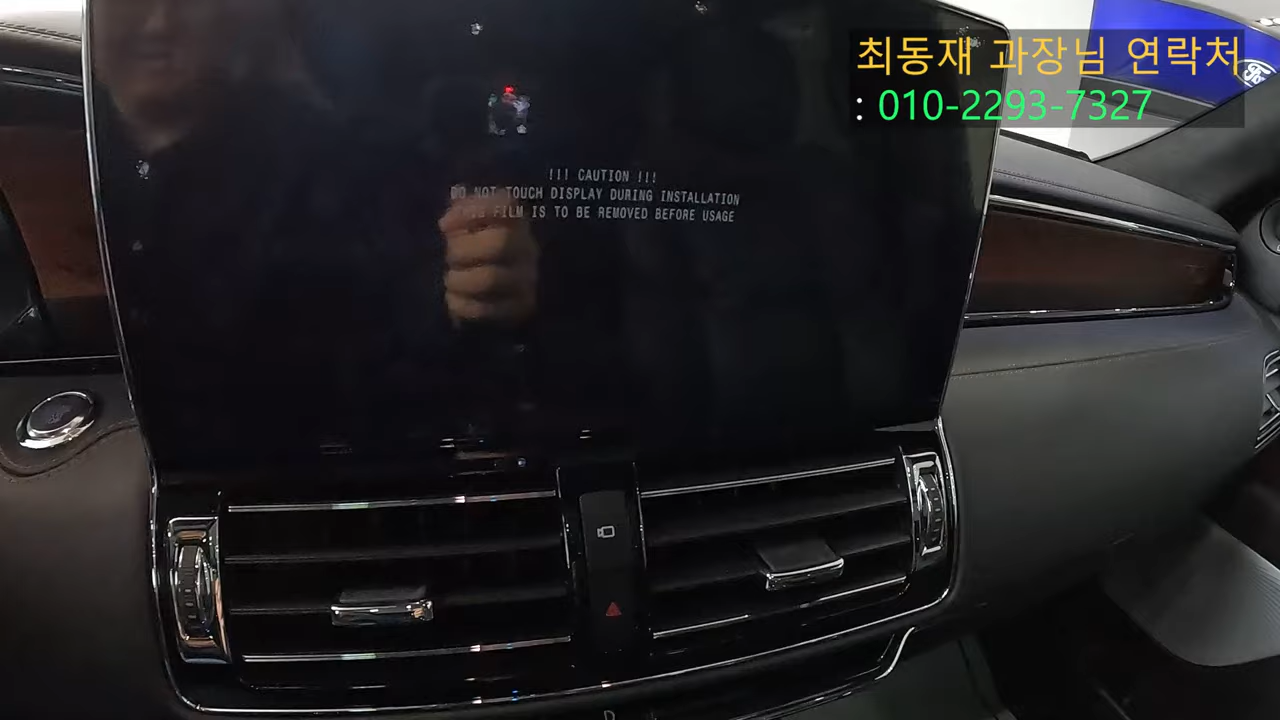 최동재 과장님 연락처
: 010-2293-7327
!!! CAUTION !!!
DO NOT TOUCH DISPLAY DURING INSTALLATION
FILM IS TO BE REMOVED BEFORE USAGE
Ford